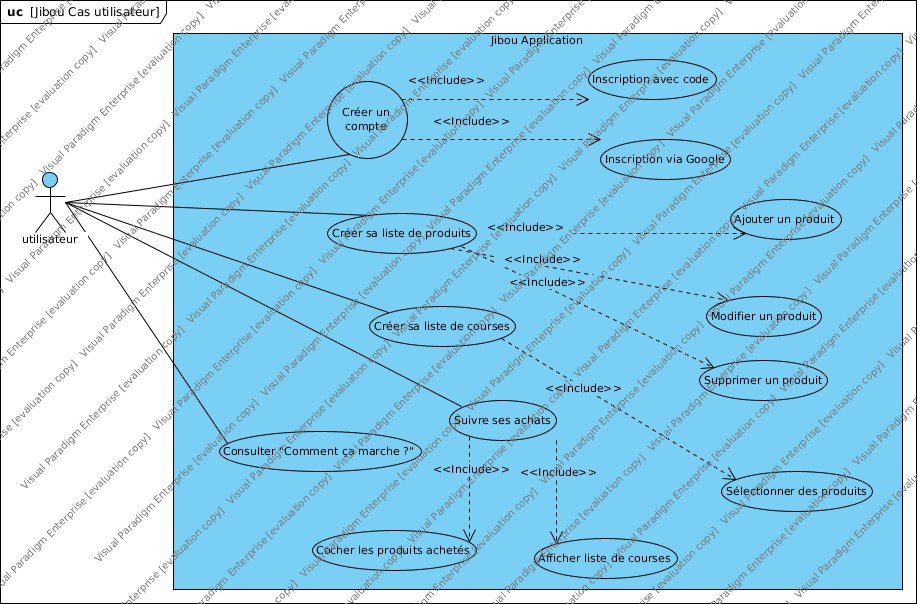 uc [Jibou Cas utilisateur]
Jibou Application
<<Include>>
Inscription avec code
Créer un
compte
<<Include>>
Inscription via Google
utilisateur
Créer sa liste de produits
<<Include>>
Ajouter un produit
<<Include>>
<<Include>>
Modifier un produit
Créer sa liste de courses
Supprimer un produit
<<Include>>
Suivre ses achats
Consulter "Comment ça marche ?"
<<Include>>
<<Include>>
Sélectionner des produits
Cocher les produits achetés
Afficher liste de courses
Visual Paradigm Enterprise [evaluation copy]